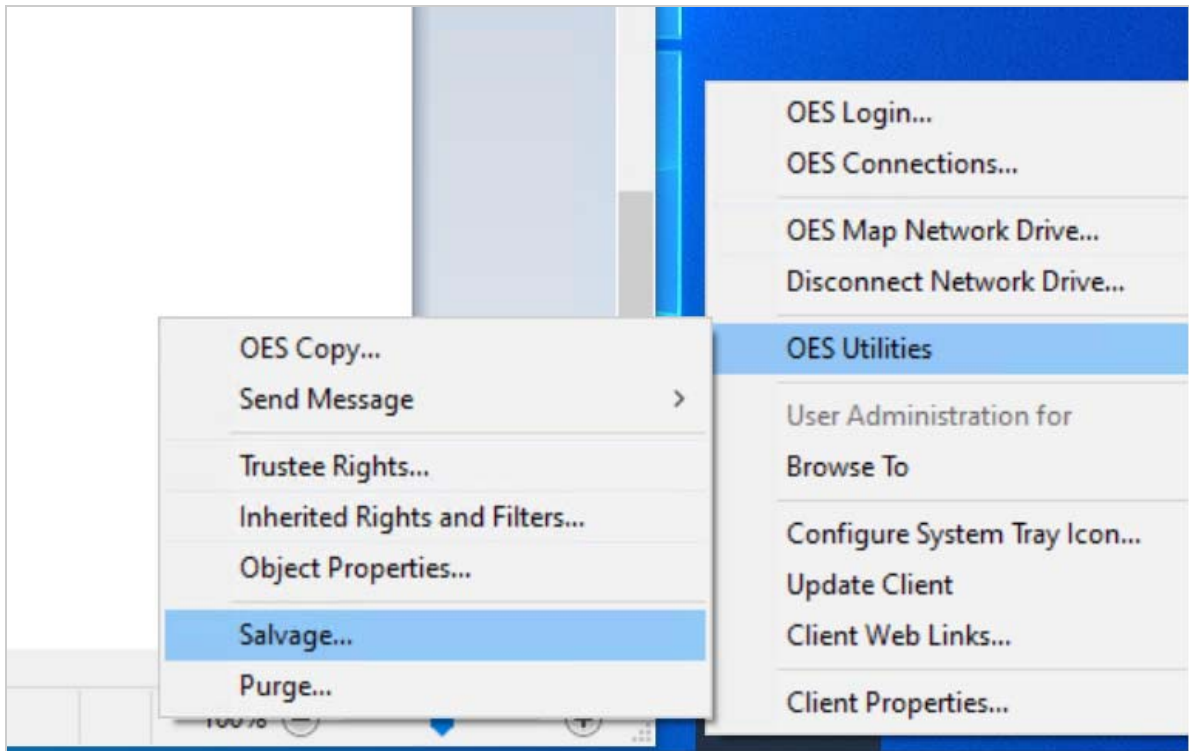 OES Login...
OES Connections...
OES Map Network Drive...
Disconnect Network Drive...
OES Utilities
User Administration for
Browse To
Configure System Tray Icon...
Update Client
Client Web Links...
Client Properties...
OES Copy...
Send Message
Trustee Rights...
Inherited Rights and Filters...
Object Properties...
Salvage...
Purge...
100%